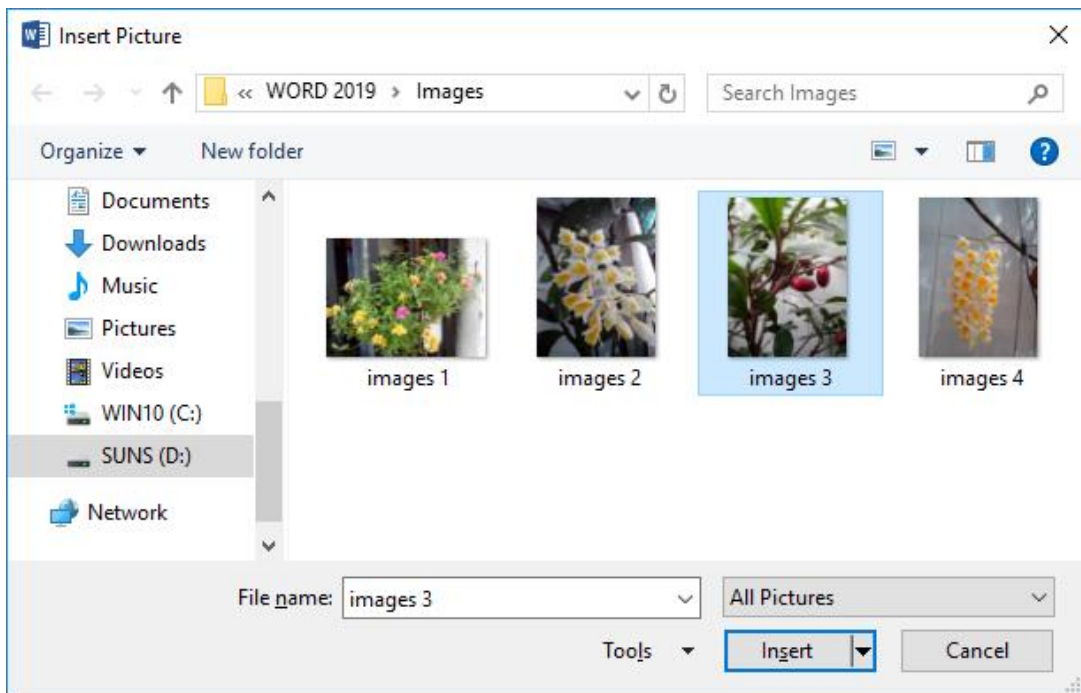 Insert Picture
« WORD 2019 › Images
Search Images
Organize
New folder
?
Documents
Downloads
Music
Pictures
Videos
WIN10 (C:)
SUNS (D:)
Network
images 1
images 2
images 3
images 4
File name: images 3
All Pictures
Tools
Insert
Cancel